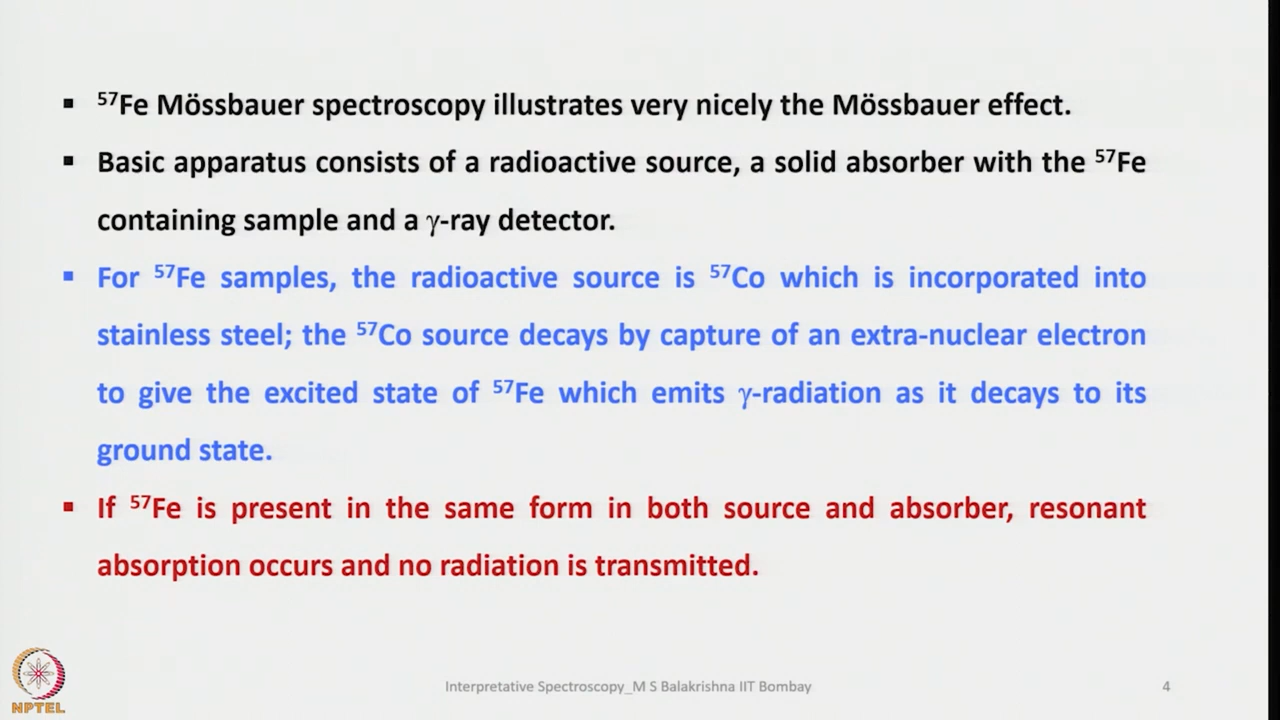 ▪ ⁵⁷Fe Mössbauer spectroscopy illustrates very nicely the Mössbauer effect.
▪ Basic apparatus consists of a radioactive source, a solid absorber with the ⁵⁷Fe
containing sample and a γ-ray detector.
▪ For ⁵⁷Fe samples, the radioactive source is ⁵⁷Co which is incorporated into
stainless steel; the ⁵⁷Co source decays by capture of an extra-nuclear electron
to give the excited state of ⁵⁷Fe which emits γ-radiation as it decays to its
ground state.
▪ If ⁵⁷Fe is present in the same form in both source and absorber, resonant
absorption occurs and no radiation is transmitted.
NPTEL
Interpretative Spectroscopy_M S Balakrishna IIT Bombay
4